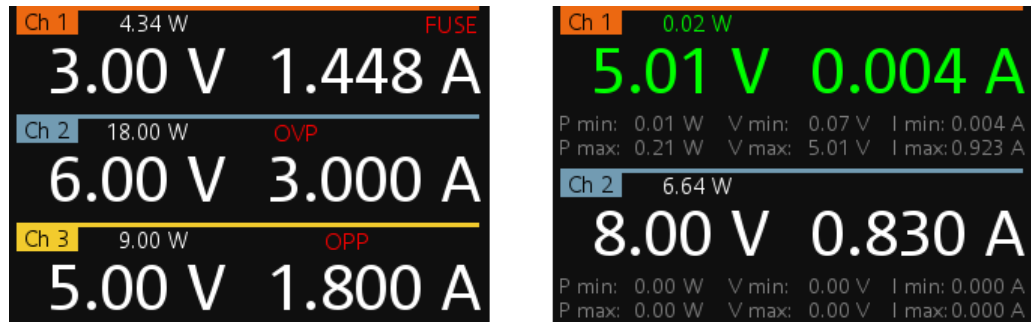 Ch 1 4.34 W FUSE
3.00 V 1.448 A
Ch 2 18.00 W OVP
6.00 V 3.000 A
Ch 3 9.00 W OPP
5.00 V 1.800 A
Ch 1 0.02 W
5.01 V 0.004 A
P min: 0.01 W V min: 0.07 V I min: 0.004 A
P max: 0.21 W V max: 5.01 V I max: 0.923 A
Ch 2 6.64 W
8.00 V 0.830 A
P min: 0.00 W V min: 0.00 V I min: 0.000 A
P max: 0.00 W V max: 0.00 V I max: 0.000 A